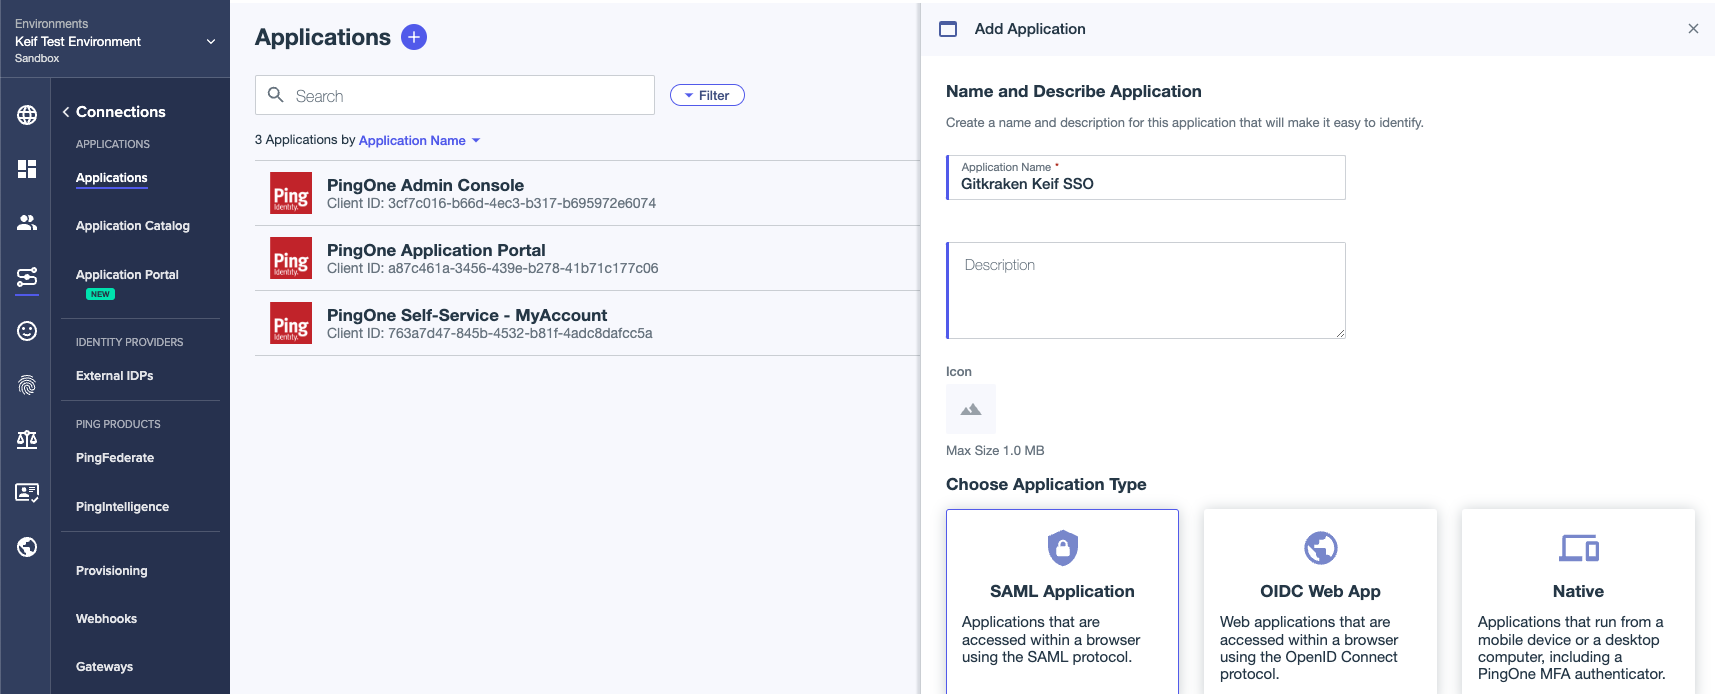 Environments
Keif Test Environment
Sandbox
Connections
APPLICATIONS
Applications
Application Catalog
Application Portal
NEW
IDENTITY PROVIDERS
External IDPs
PING PRODUCTS
PingFederate
PingIntelligence
Provisioning
Webhooks
Gateways
Applications
Search
Filter
3 Applications by Application Name
Ping
Identity.
PingOne Admin Console
Client ID: 3cf7c016-b66d-4ec3-b317-b695972e6074
Ping
Identity.
PingOne Application Portal
Client ID: a87c461a-3456-439e-b278-41b71c177c06
Ping
Identity.
PingOne Self-Service - MyAccount
Client ID: 763a7d47-845b-4532-b81f-4adc8dafcc5a
Add Application
Name and Describe Application
Create a name and description for this application that will make it easy to identify.
Application Name *
Gitkraken Keif SSO
Description
Icon
Max Size 1.0 MB
Choose Application Type
SAML Application
Applications that are
accessed within a browser
using the SAML protocol.
OIDC Web App
Web applications that are
accessed within a browser
using the OpenID Connect
protocol.
Native
Applications that run from a
mobile device or a desktop
computer, including a
PingOne MFA authenticator.